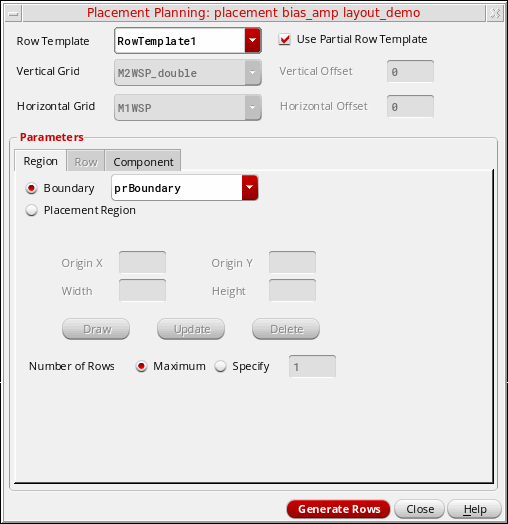 Placement Planning: placement bias_amp layout_demo
Row Template RowTemplate1 Use Partial Row Template
Vertical Grid M2WSP_double Vertical Offset 0
Horizontal Grid M1WSP Horizontal Offset 0
Parameters
Region Row Component
Boundary prBoundary
Placement Region
Origin X Origin Y
Width Height
Draw Update Delete
Number of Rows Maximum Specify 1
Generate Rows Close Help